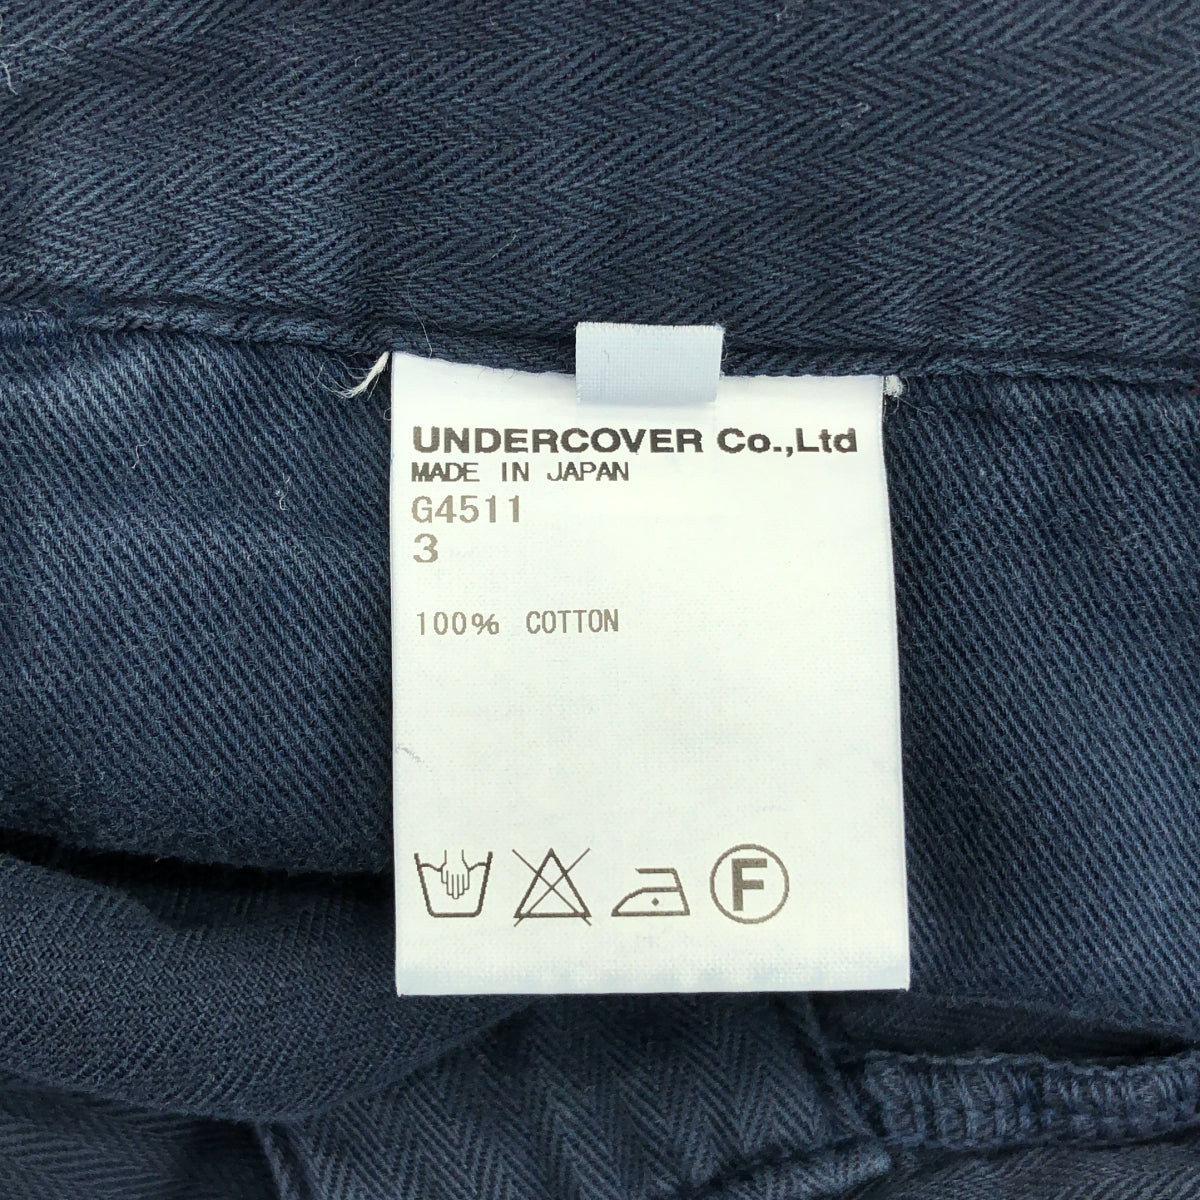 UNDERCOVER Co.,Ltd
MADE IN JAPAN
G4511
3
100% COTTON
F